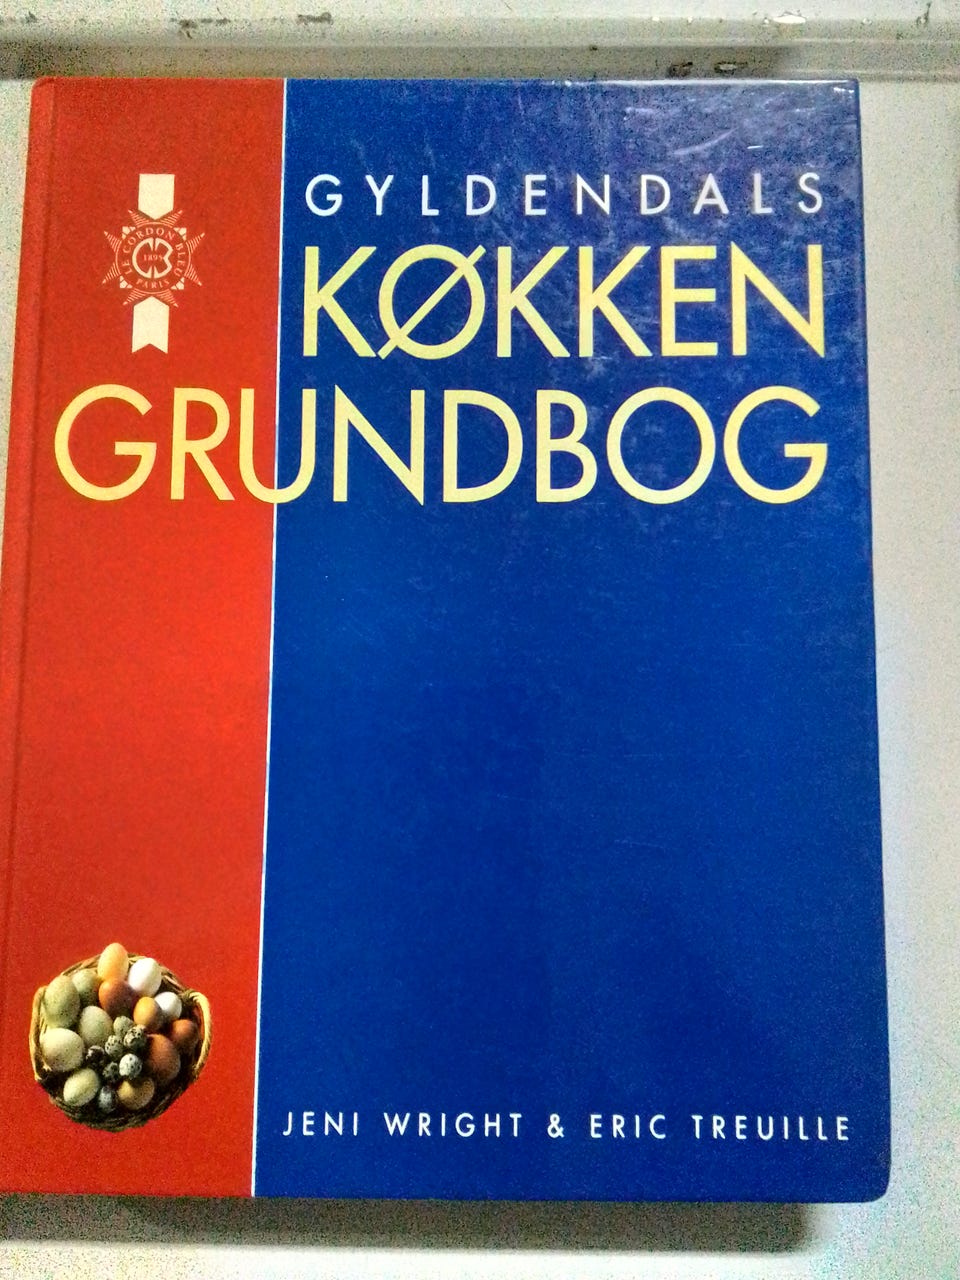 GYLDENDALS
KØKKEN
GRUNDBOG
LE CORDON BLEU
1895
PARIS
JENI WRIGHT & ERIC TREUILLE